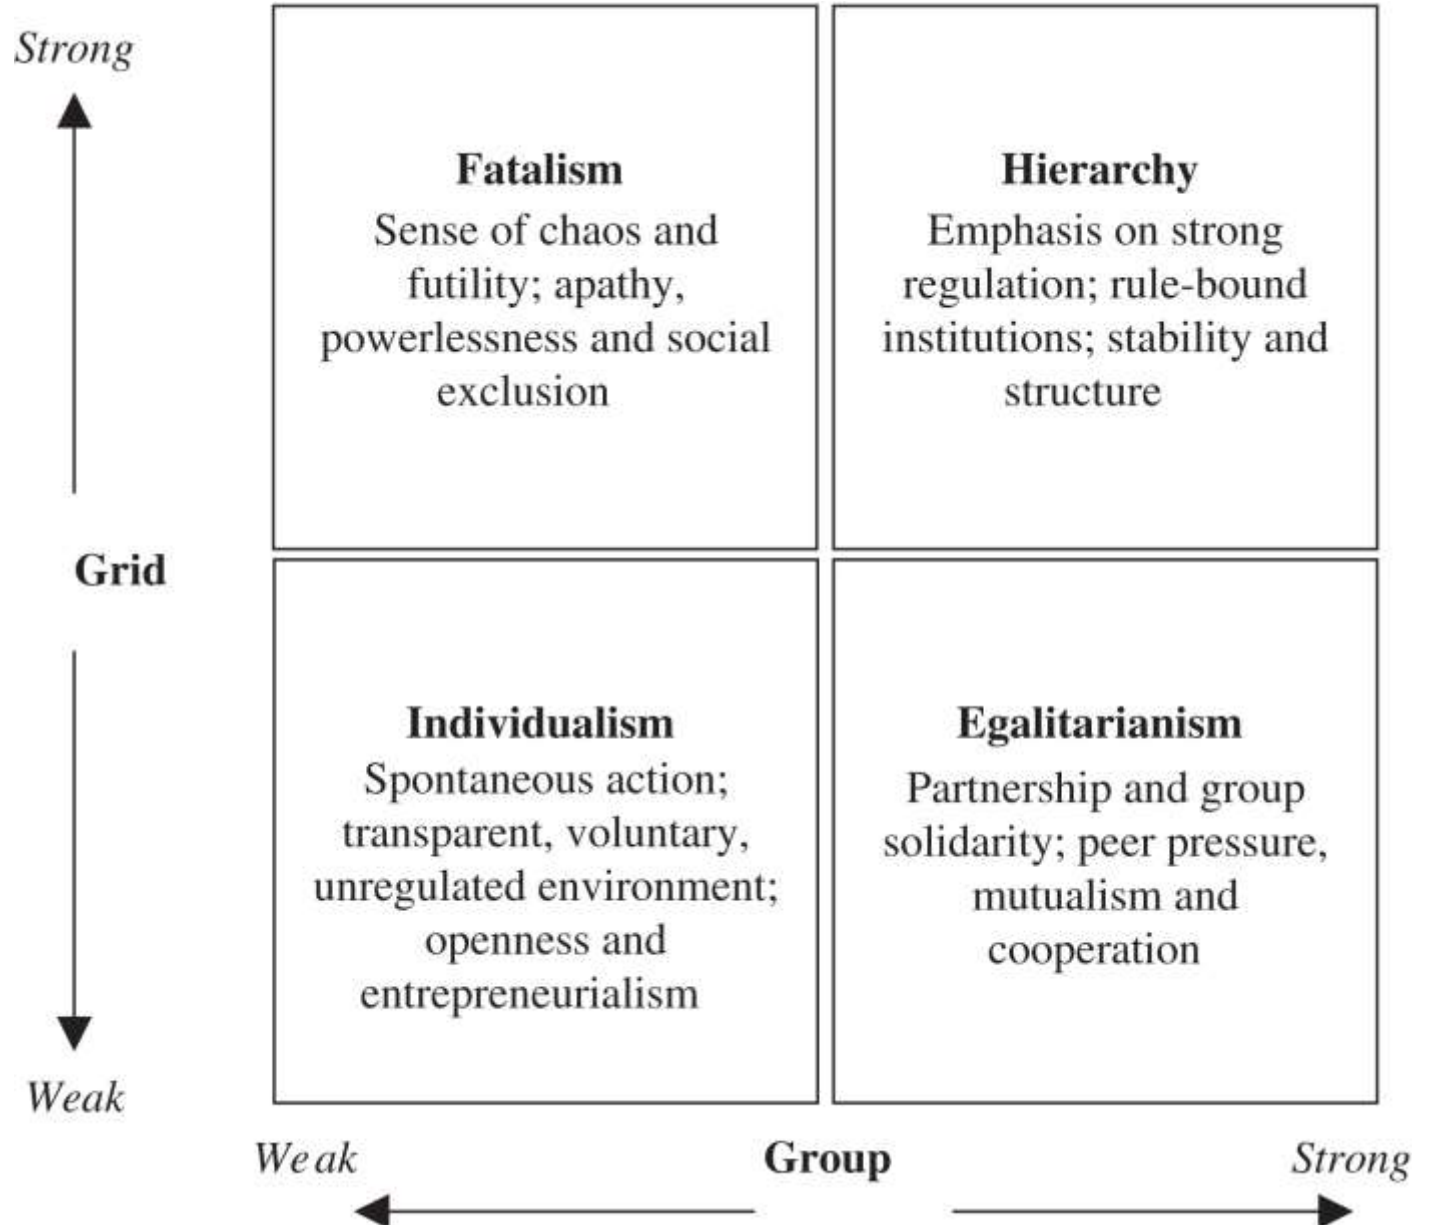 Strong
Fatalism
Sense of chaos and
futility; apathy,
powerlessness and social
exclusion
Hierarchy
Emphasis on strong
regulation; rule-bound
institutions; stability and
structure
Grid
Individualism
Spontaneous action;
transparent, voluntary,
unregulated environment;
openness and
entrepreneurialism
Egalitarianism
Partnership and group
solidarity; peer pressure,
mutualism and
cooperation
Weak
Weak
Group
Strong